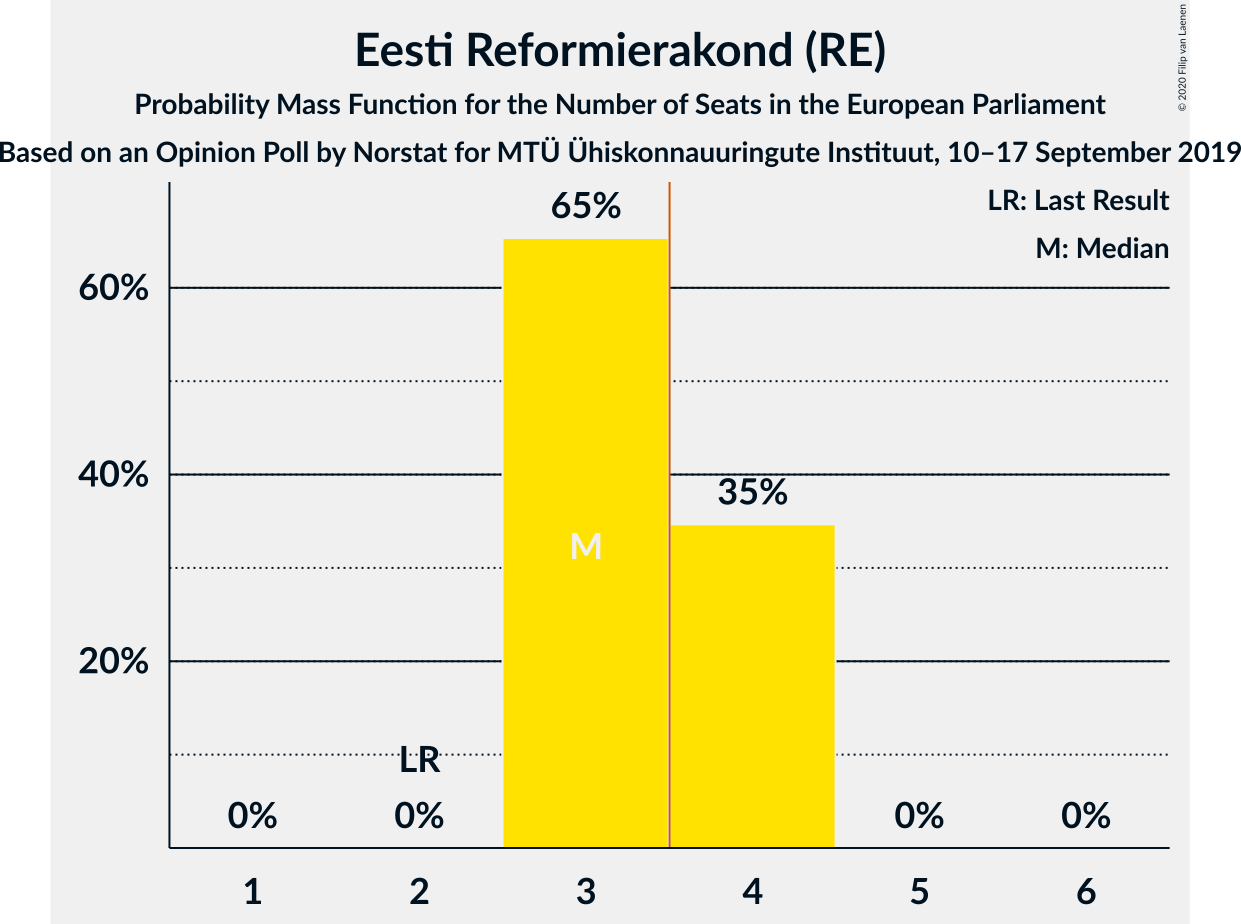 Eesti Reformierakond (RE)
Probability Mass Function for the Number of Seats in the European Parliament
Based on an Opinion Poll by Norstat for MTÜ Ühiskonnauuringute Instituut, 10–17 September 2019
© 2020 Filip van Laenen
LR: Last Result
M: Median
65%
60%
40%
35%
M
20%
LR
0% 0% 0% 0%
1 2 3 4 5 6